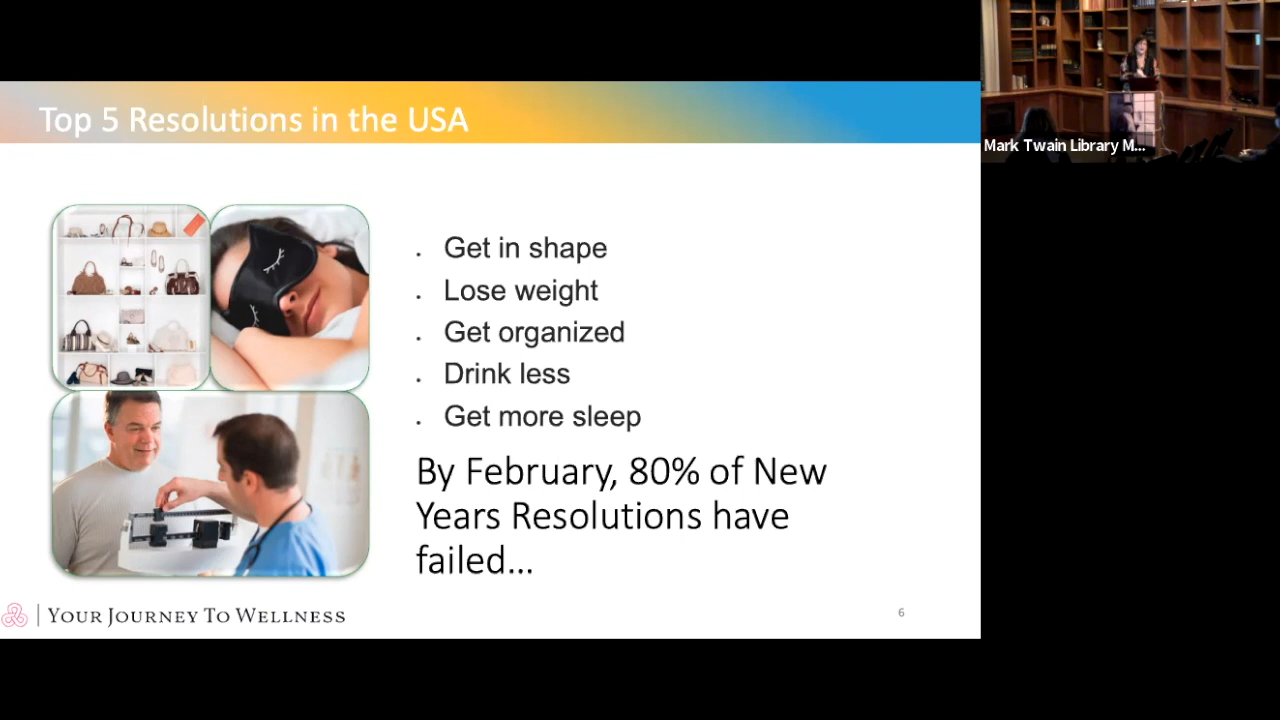 Top 5 Resolutions in the USA
Mark Twain Library M...
. Get in shape
. Lose weight
. Get organized
. Drink less
. Get more sleep
By February, 80% of New
Years Resolutions have
failed...
YOUR JOURNEY TO WELLNESS
6